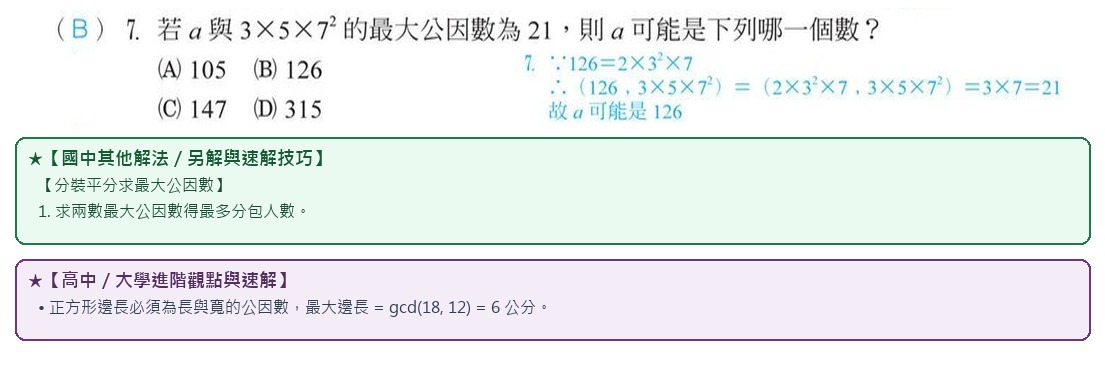 （B）7. 若 a 與 3×5×7² 的最大公因數為 21，則 a 可能是下列哪一個數？
(A) 105 (B) 126
(C) 147 (D) 315
7. ∵126＝2×3²×7
∴（126 , 3×5×7²）＝（2×3²×7 , 3×5×7²）＝3×7＝21
故 a 可能是 126
★【國中其他解法 / 另解與速解技巧】
【分裝平分求最大公因數】
1. 求兩數最大公因數得最多分包人數。
★【高中 / 大學進階觀點與速解】
• 正方形邊長必須為長與寬的公因數，最大邊長 = gcd(18, 12) = 6 公分。